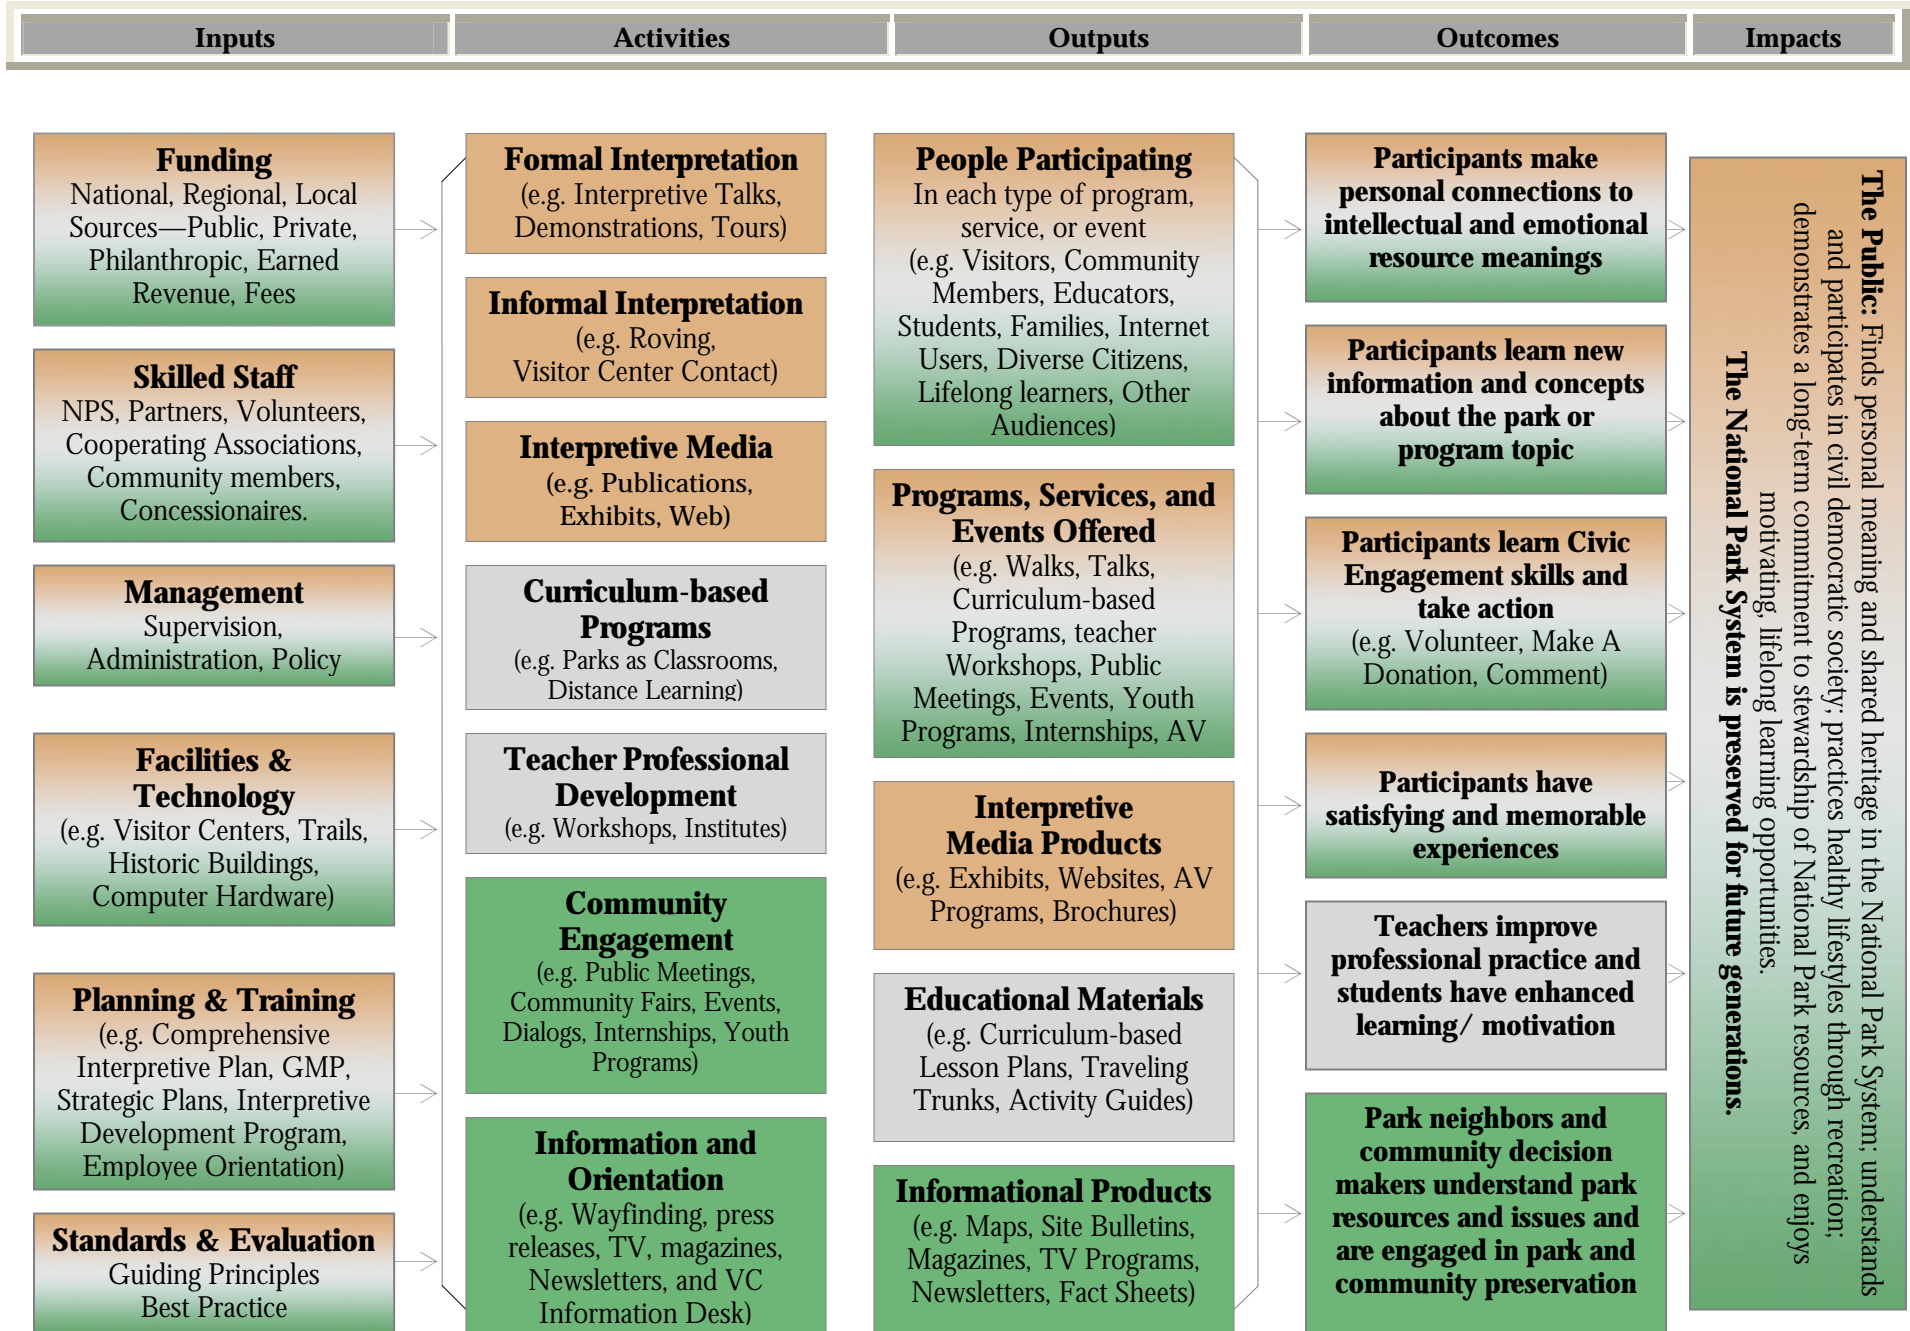 Inputs
Activities
Outputs
Outcomes
Impacts
Funding
National, Regional, Local
Sources—Public, Private,
Philanthropic, Earned
Revenue, Fees
Skilled Staff
NPS, Partners, Volunteers,
Cooperating Associations,
Community members,
Concessionaires.
Management
Supervision,
Administration, Policy
Facilities &
Technology
(e.g. Visitor Centers, Trails,
Historic Buildings,
Computer Hardware)
Planning & Training
(e.g. Comprehensive
Interpretive Plan, GMP,
Strategic Plans, Interpretive
Development Program,
Employee Orientation)
Standards & Evaluation
Guiding Principles
Best Practice
Formal Interpretation
(e.g. Interpretive Talks,
Demonstrations, Tours)
Informal Interpretation
(e.g. Roving,
Visitor Center Contact)
Interpretive Media
(e.g. Publications,
Exhibits, Web)
Curriculum-based
Programs
(e.g. Parks as Classrooms,
Distance Learning)
Teacher Professional
Development
(e.g. Workshops, Institutes)
Community
Engagement
(e.g. Public Meetings,
Community Fairs, Events,
Dialogs, Internships, Youth
Programs)
Information and
Orientation
(e.g. Wayfinding, press
releases, TV, magazines,
Newsletters, and VC
Information Desk)
People Participating
In each type of program,
service, or event
(e.g. Visitors, Community
Members, Educators,
Students, Families, Internet
Users, Diverse Citizens,
Lifelong learners, Other
Audiences)
Programs, Services, and
Events Offered
(e.g. Walks, Talks,
Curriculum-based
Programs, teacher
Workshops, Public
Meetings, Events, Youth
Programs, Internships, AV
Interpretive
Media Products
(e.g. Exhibits, Websites, AV
Programs, Brochures)
Educational Materials
(e.g. Curriculum-based
Lesson Plans, Traveling
Trunks, Activity Guides)
Informational Products
(e.g. Maps, Site Bulletins,
Magazines, TV Programs,
Newsletters, Fact Sheets)
Participants make
personal connections to
intellectual and emotional
resource meanings
Participants learn new
information and concepts
about the park or
program topic
Participants learn Civic
Engagement skills and
take action
(e.g. Volunteer, Make A
Donation, Comment)
Participants have
satisfying and memorable
experiences
Teachers improve
professional practice and
students have enhanced
learning/ motivation
Park neighbors and
community decision
makers understand park
resources and issues and
are engaged in park and
community preservation
The Public: Finds personal meaning and shared heritage in the National Park System; understands
and participates in civil democratic society; practices healthy lifestyles through recreation;
demonstrates a long-term commitment to stewardship of National Park resources, and enjoys
motivating, lifelong learning opportunities.
The National Park System is preserved for future generations.